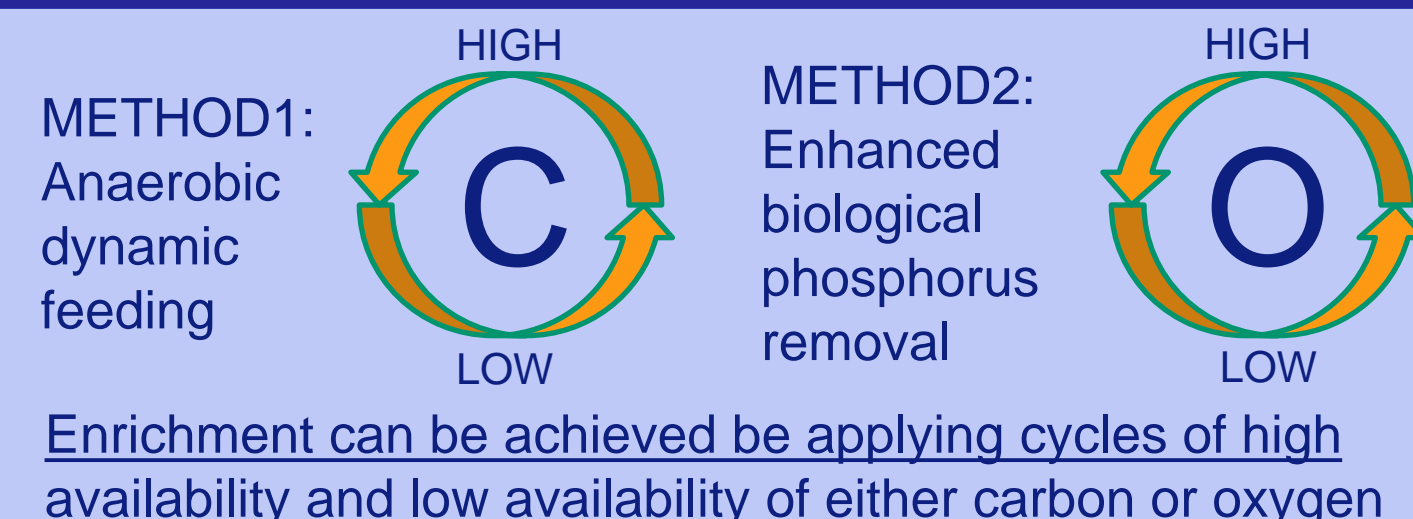 METHOD1:
Anaerobic
dynamic
feeding
HIGH
C
LOW
METHOD2:
Enhanced
biological
phosphorus
removal
HIGH
O
LOW
Enrichment can be achieved be applying cycles of high
availability and low availability of either carbon or oxygen